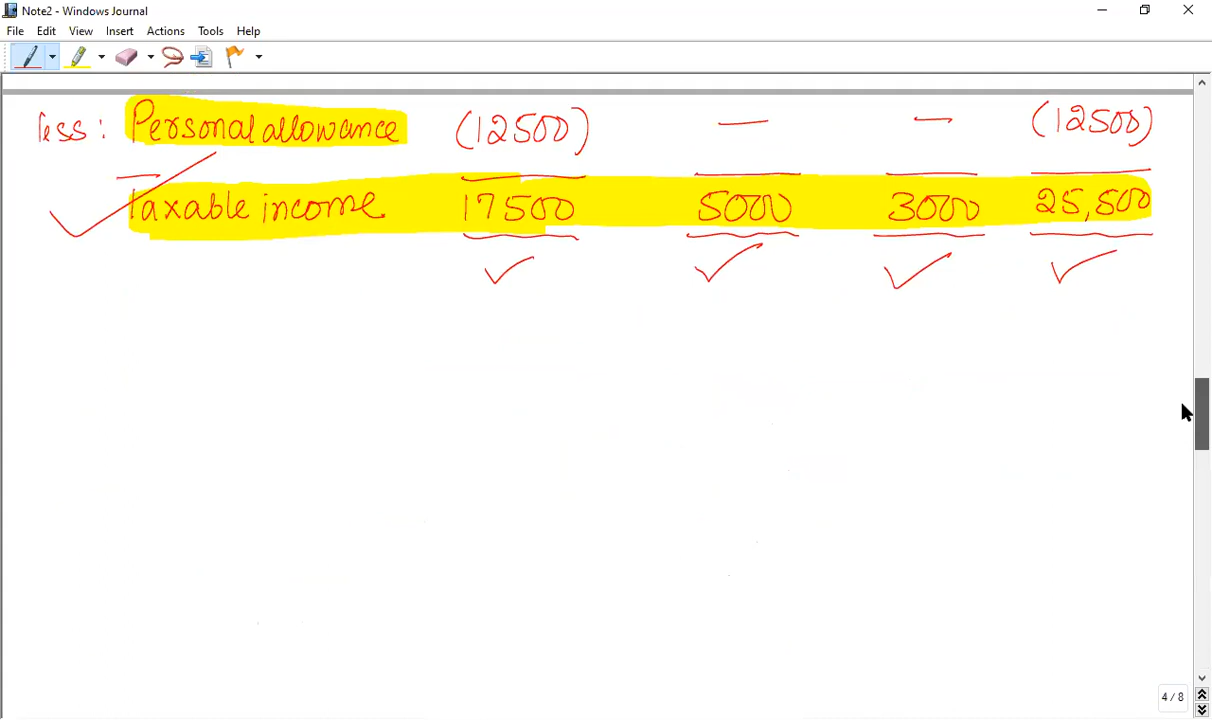 Note2 - Windows Journal
File Edit View Insert Actions Tools Help
less : Personal allowance (12500) — — (12500)
Taxable income 17500 5000 3000 25,500
4 / 8